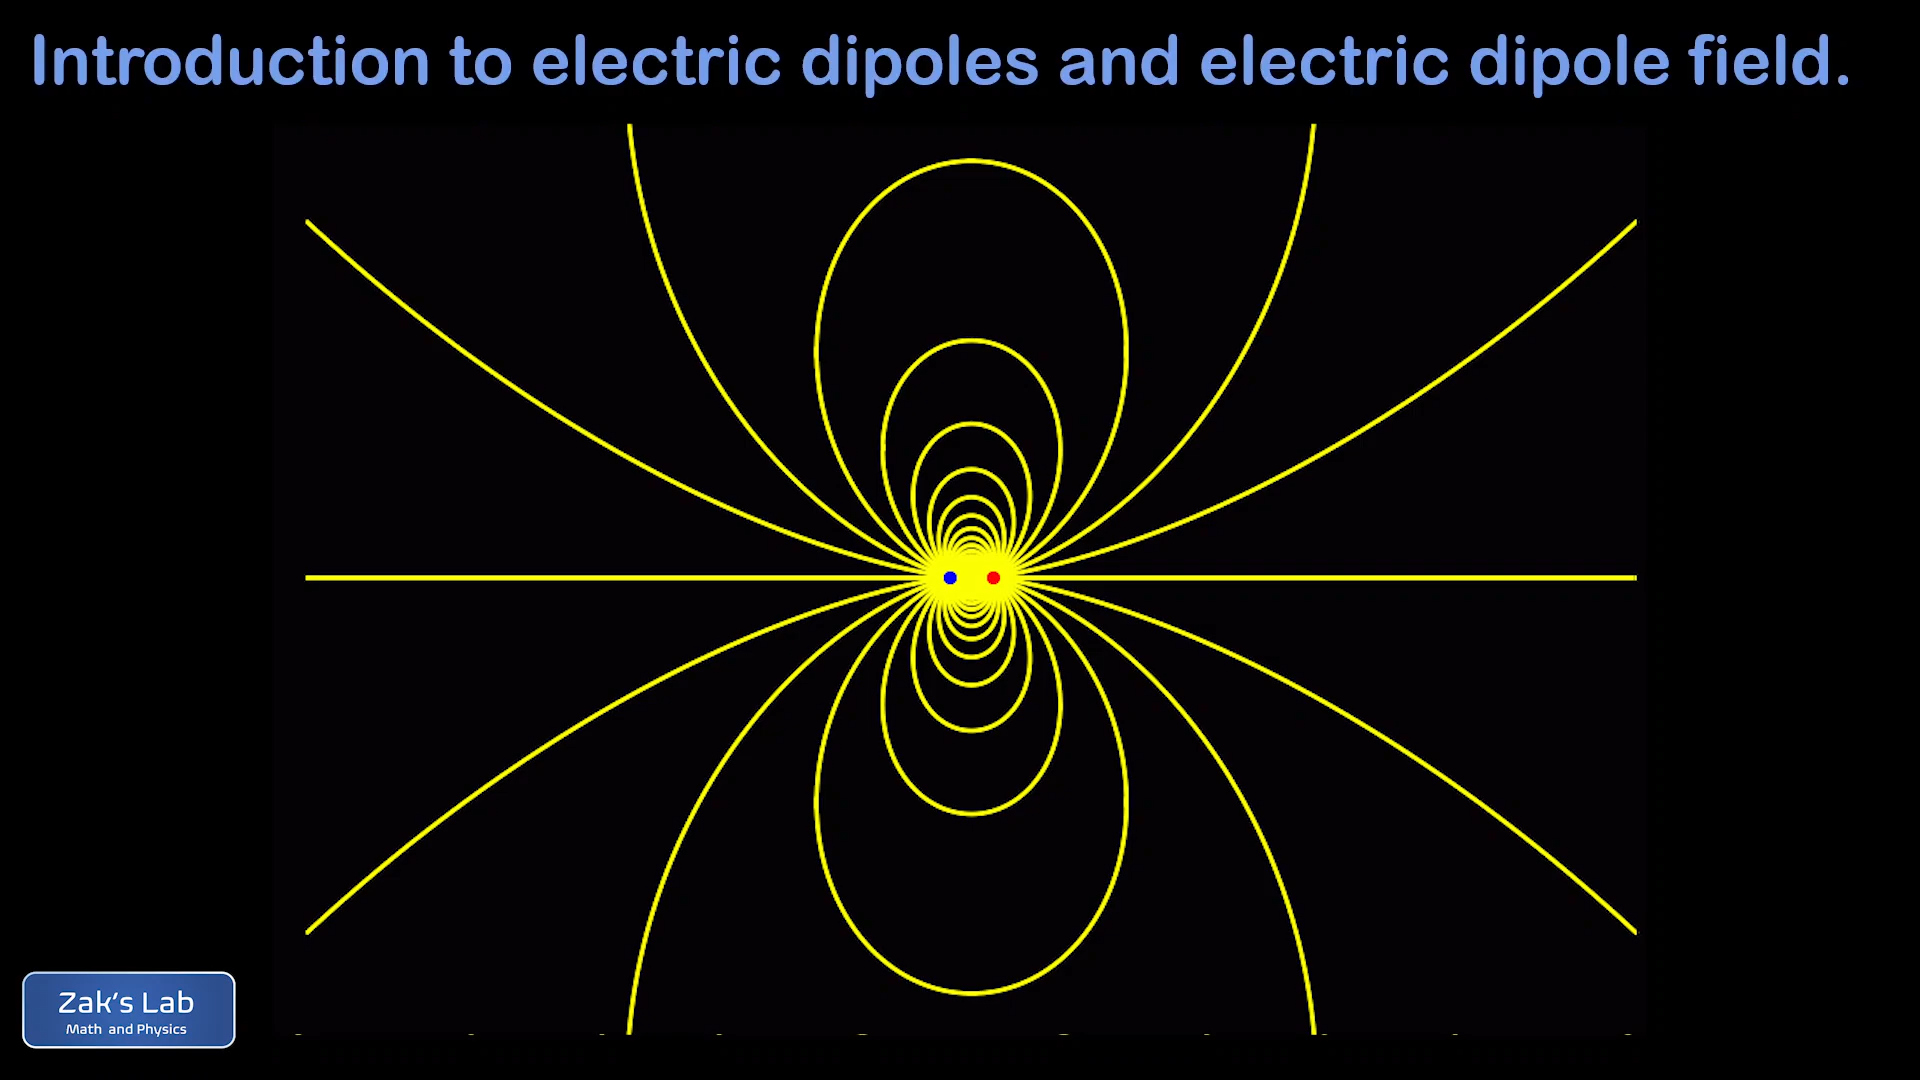 Introduction to electric dipoles and electric dipole field.
Zak's Lab
Math and Physics